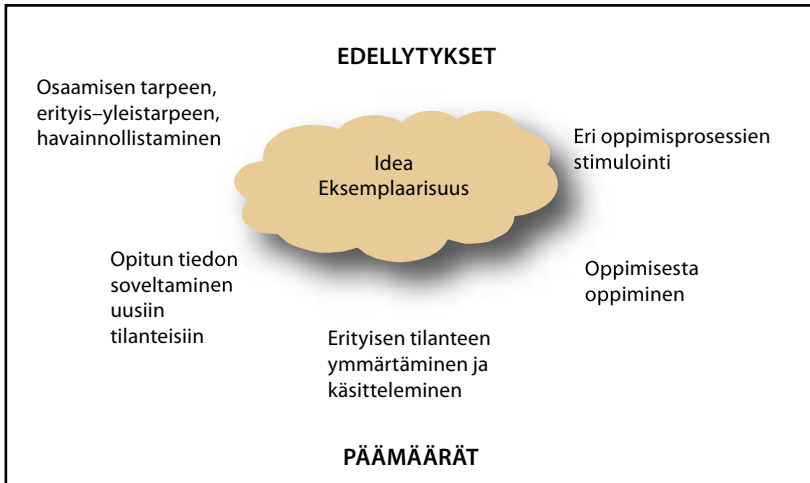 EDELLYTYKSET
Osaamisen tarpeen,
erityis–yleistarpeen,
havainnollistaminen
Idea
Eksemplaarisuus
Eri oppimisprosessien
stimulointi
Opitun tiedon
soveltaminen
uusiin
tilanteisiin
Oppimisesta
oppiminen
Erityisen tilanteen
ymmärtäminen ja
käsitteleminen
PÄÄMÄÄRÄT